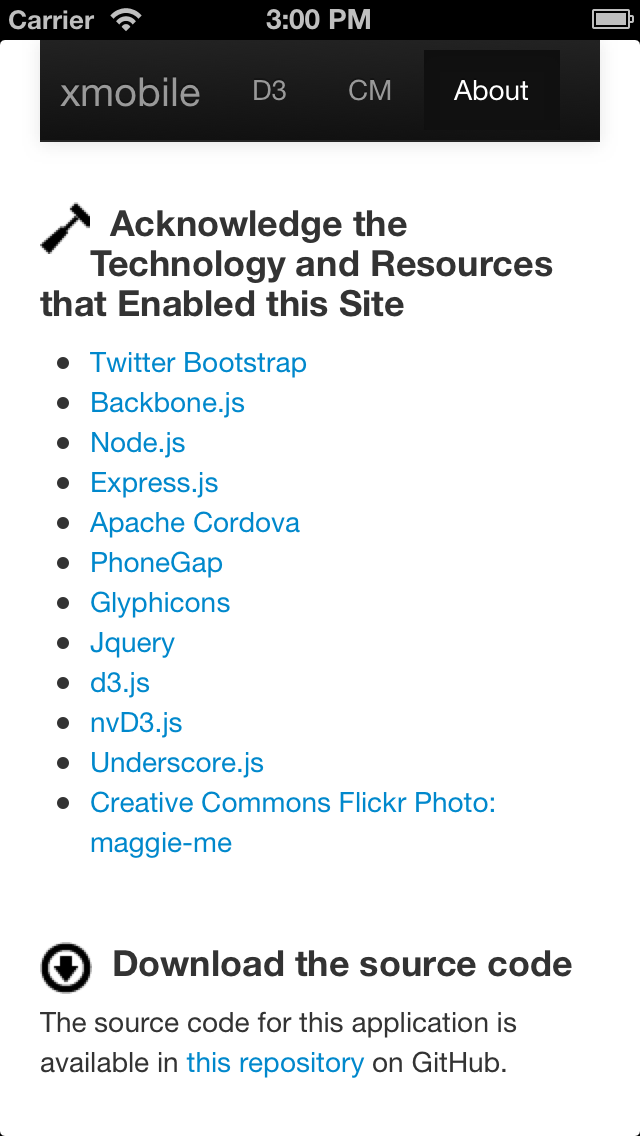 Carrier 3:00 PM
xmobile D3 CM About
Acknowledge the
Technology and Resources
that Enabled this Site
Twitter Bootstrap
Backbone.js
Node.js
Express.js
Apache Cordova
PhoneGap
Glyphicons
Jquery
d3.js
nvD3.js
Underscore.js
Creative Commons Flickr Photo:
maggie-me
Download the source code
The source code for this application is
available in this repository on GitHub.